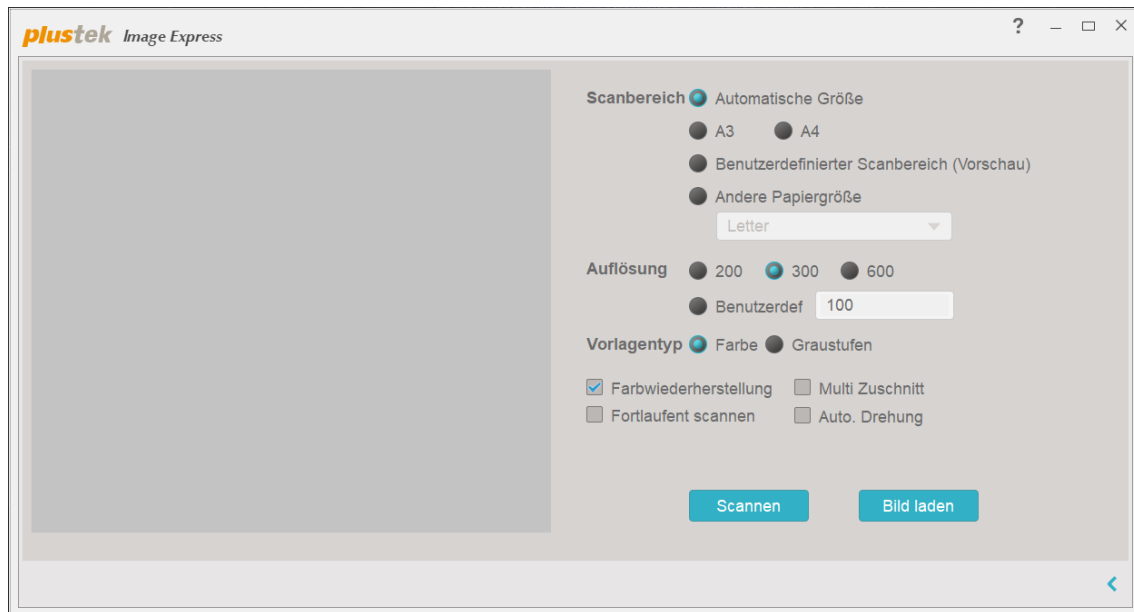 plustek Image Express
?
Scanbereich Automatische Größe
A3 A4
Benutzerdefinierter Scanbereich (Vorschau)
Andere Papiergröße
Letter
Auflösung 200 300 600
Benutzerdef 100
Vorlagentyp Farbe Graustufen
Farbwiederherstellung Multi Zuschnitt
Fortlaufent scannen Auto. Drehung
Scannen Bild laden